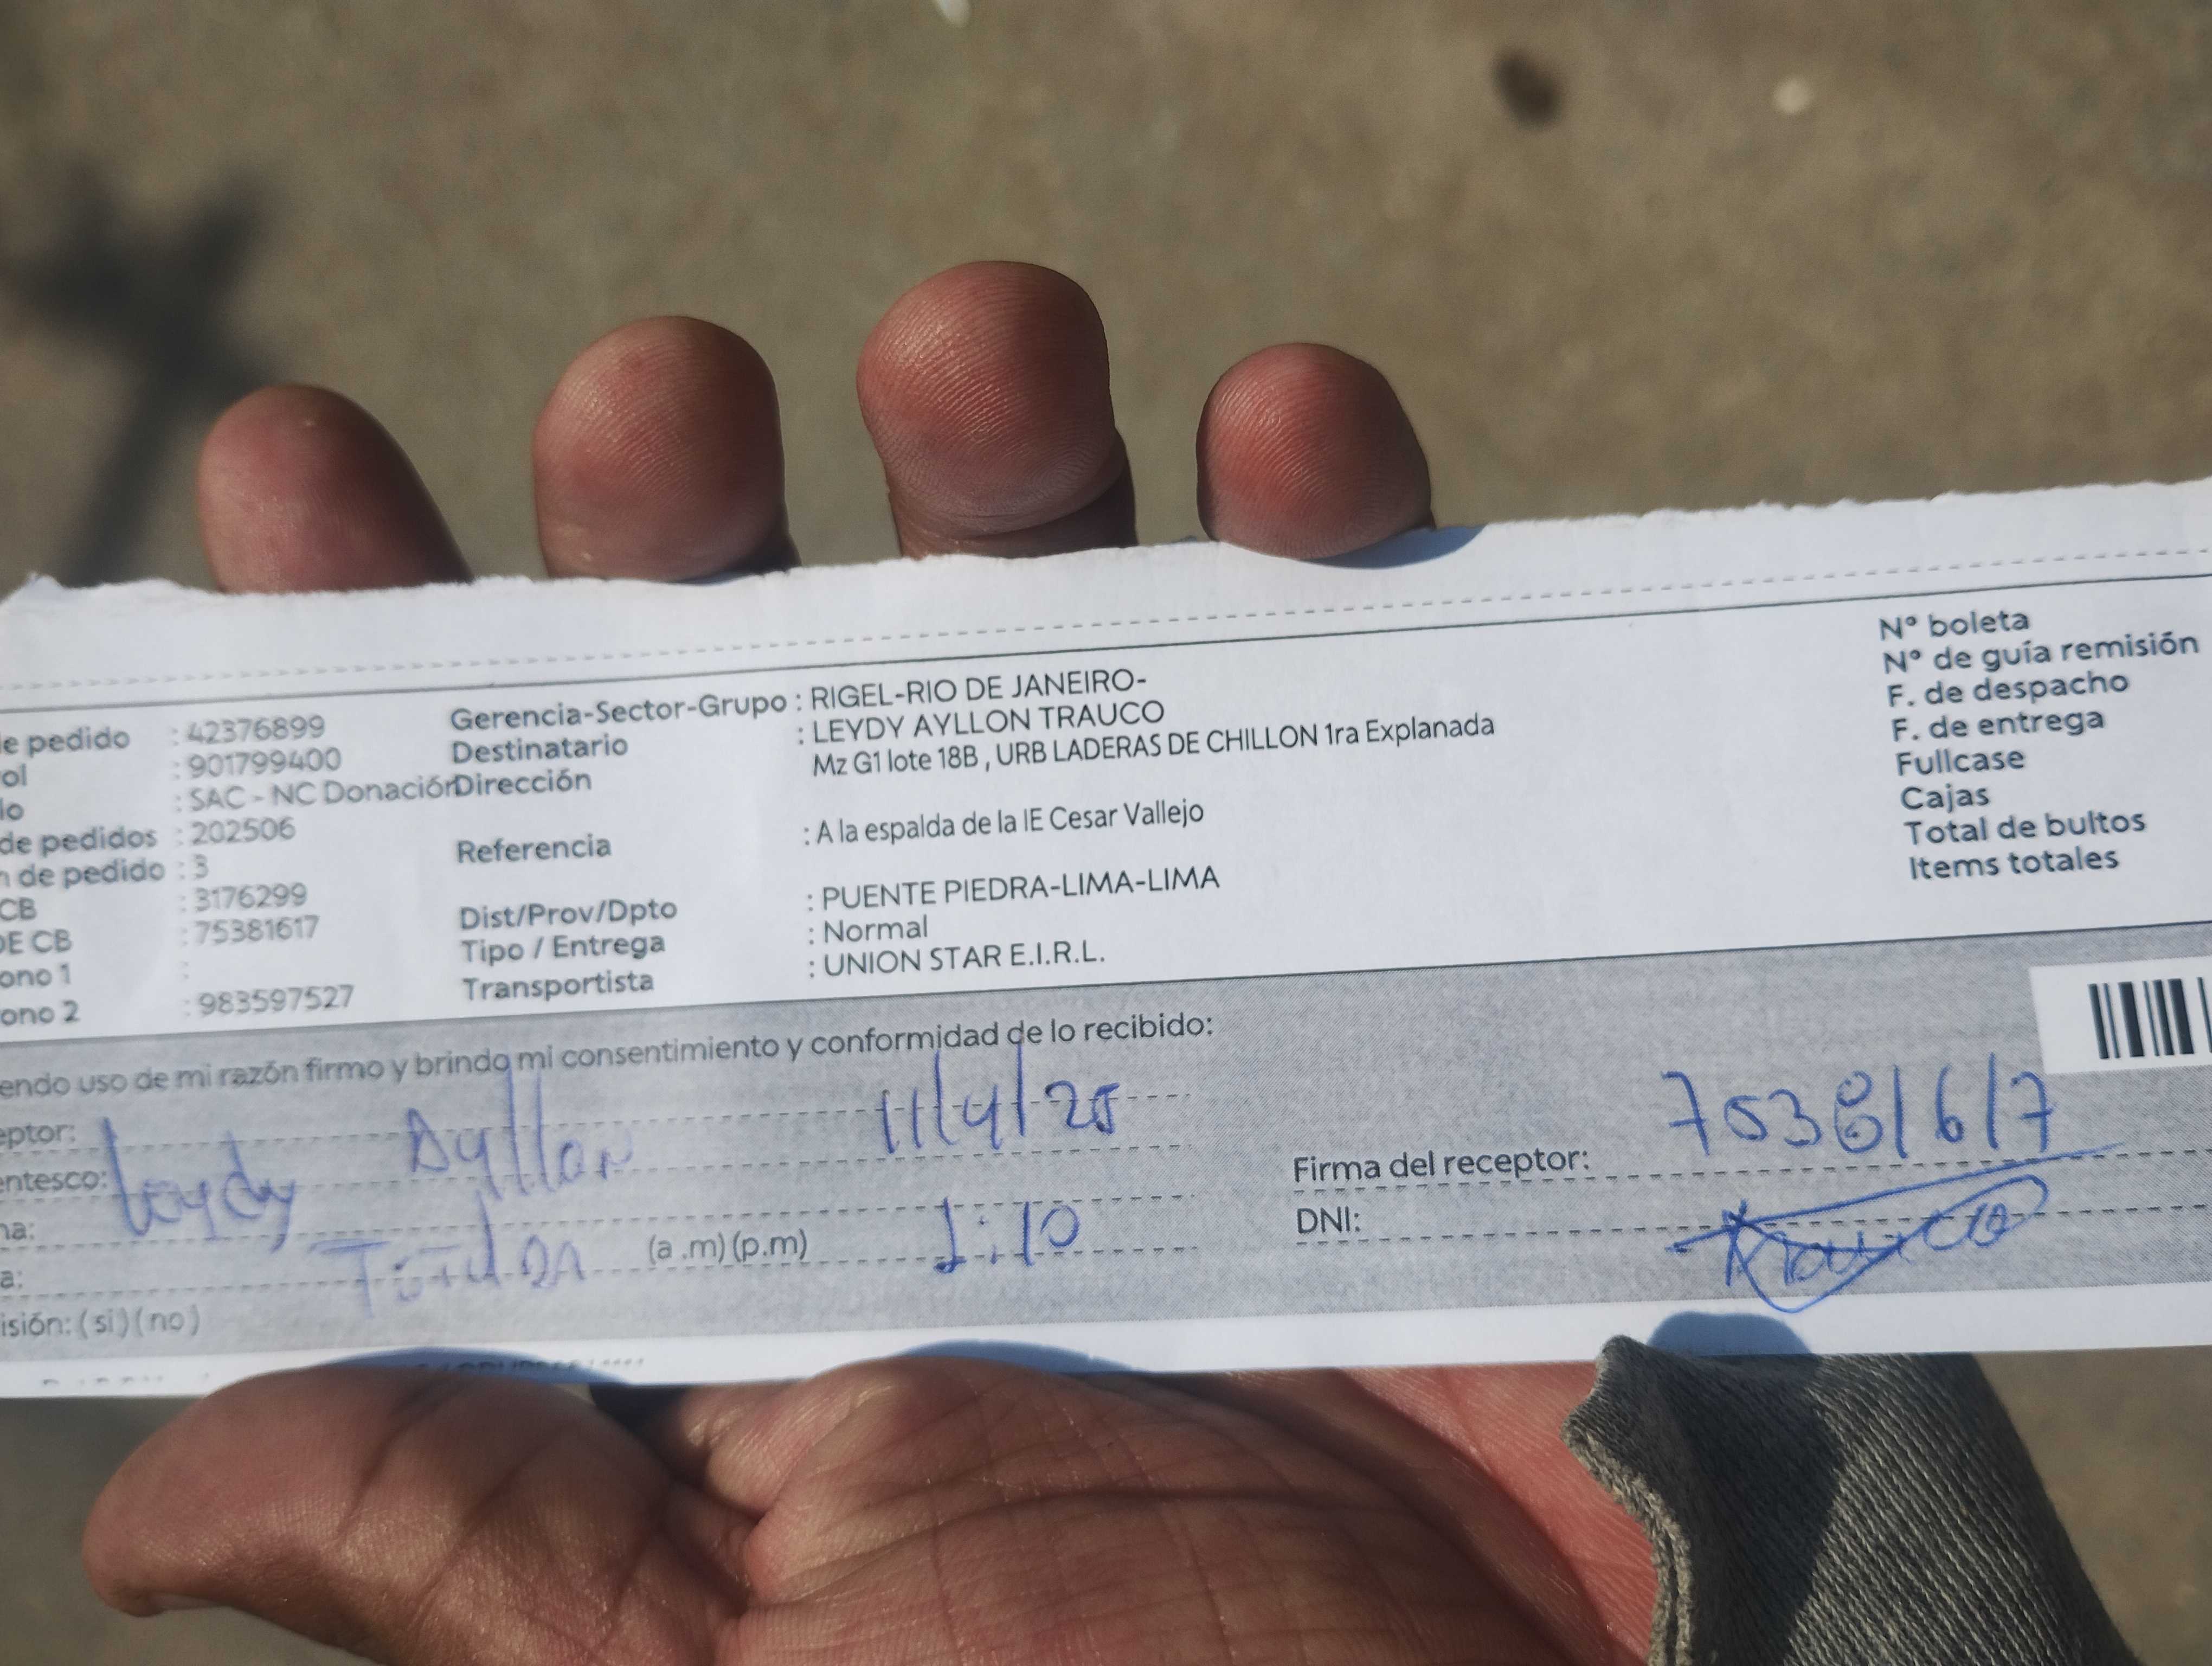 e pedido : 42376899
ol : 901799400
lo : SAC - NC Donación
de pedidos : 202506
n de pedido : 3
CB : 3176299
DE CB : 75381617
ono 1 :
ono 2 : 983597527
Gerencia-Sector-Grupo : RIGEL-RIO DE JANEIRO-
Destinatario : LEYDY AYLLON TRAUCO
Dirección Mz G1 lote 18B , URB LADERAS DE CHILLON 1ra Explanada
Referencia : A la espalda de la IE Cesar Vallejo
Dist/Prov/Dpto : PUENTE PIEDRA-LIMA-LIMA
Tipo / Entrega : Normal
Transportista : UNION STAR E.I.R.L.
N° boleta
N° de guía remisión
F. de despacho
F. de entrega
Fullcase
Cajas
Total de bultos
Items totales
endo uso de mi razón firmo y brindo mi consentimiento y conformidad de lo recibido:
eptor: Leydy Ayllon 11/4/25
entesco:
na:
a: Titular (a .m) (p.m) 1:10
isión: ( si ) ( no )
75381617
Firma del receptor:
DNI: Trauco